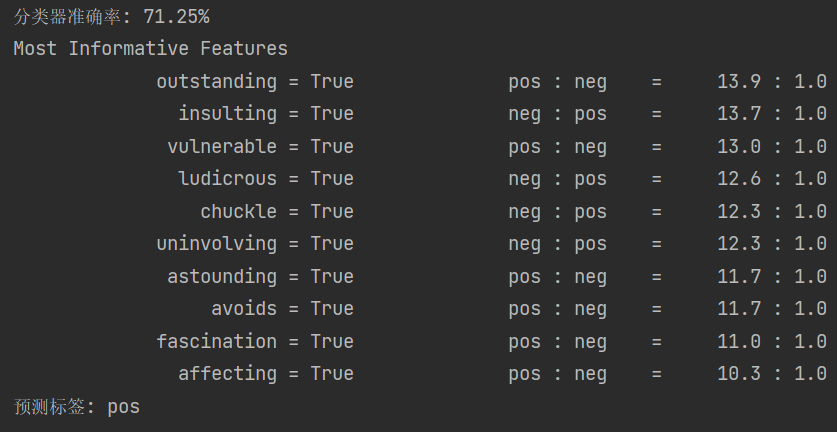 分类器准确率: 71.25%
Most Informative Features
outstanding = True pos : neg = 13.9 : 1.0
insulting = True neg : pos = 13.7 : 1.0
vulnerable = True pos : neg = 13.0 : 1.0
ludicrous = True neg : pos = 12.6 : 1.0
chuckle = True neg : pos = 12.3 : 1.0
uninvolving = True neg : pos = 12.3 : 1.0
astounding = True pos : neg = 11.7 : 1.0
avoids = True pos : neg = 11.7 : 1.0
fascination = True pos : neg = 11.0 : 1.0
affecting = True pos : neg = 10.3 : 1.0
预测标签: pos